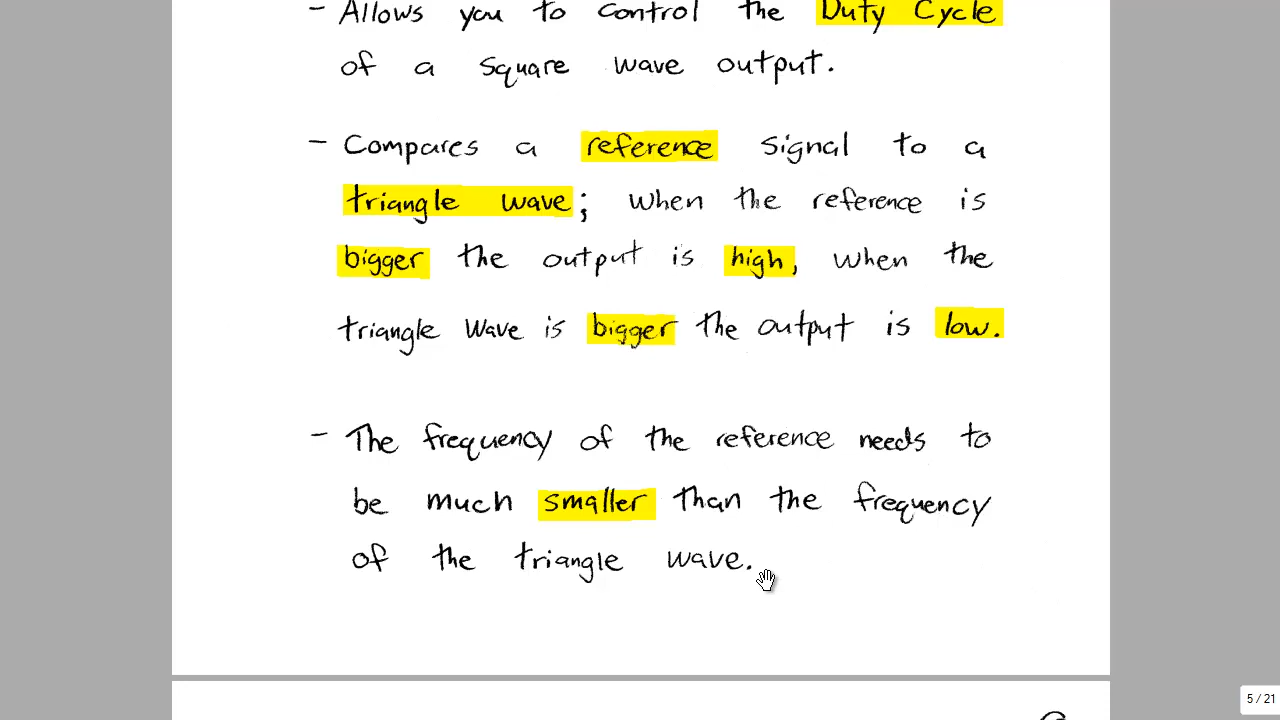 - Allows you to control the Duty Cycle
of a square wave output.
- Compares a reference signal to a
triangle wave; when the reference is
bigger the output is high, when the
triangle wave is bigger the output is low.
- The frequency of the reference needs to
be much smaller than the frequency
of the triangle wave.
5 / 21